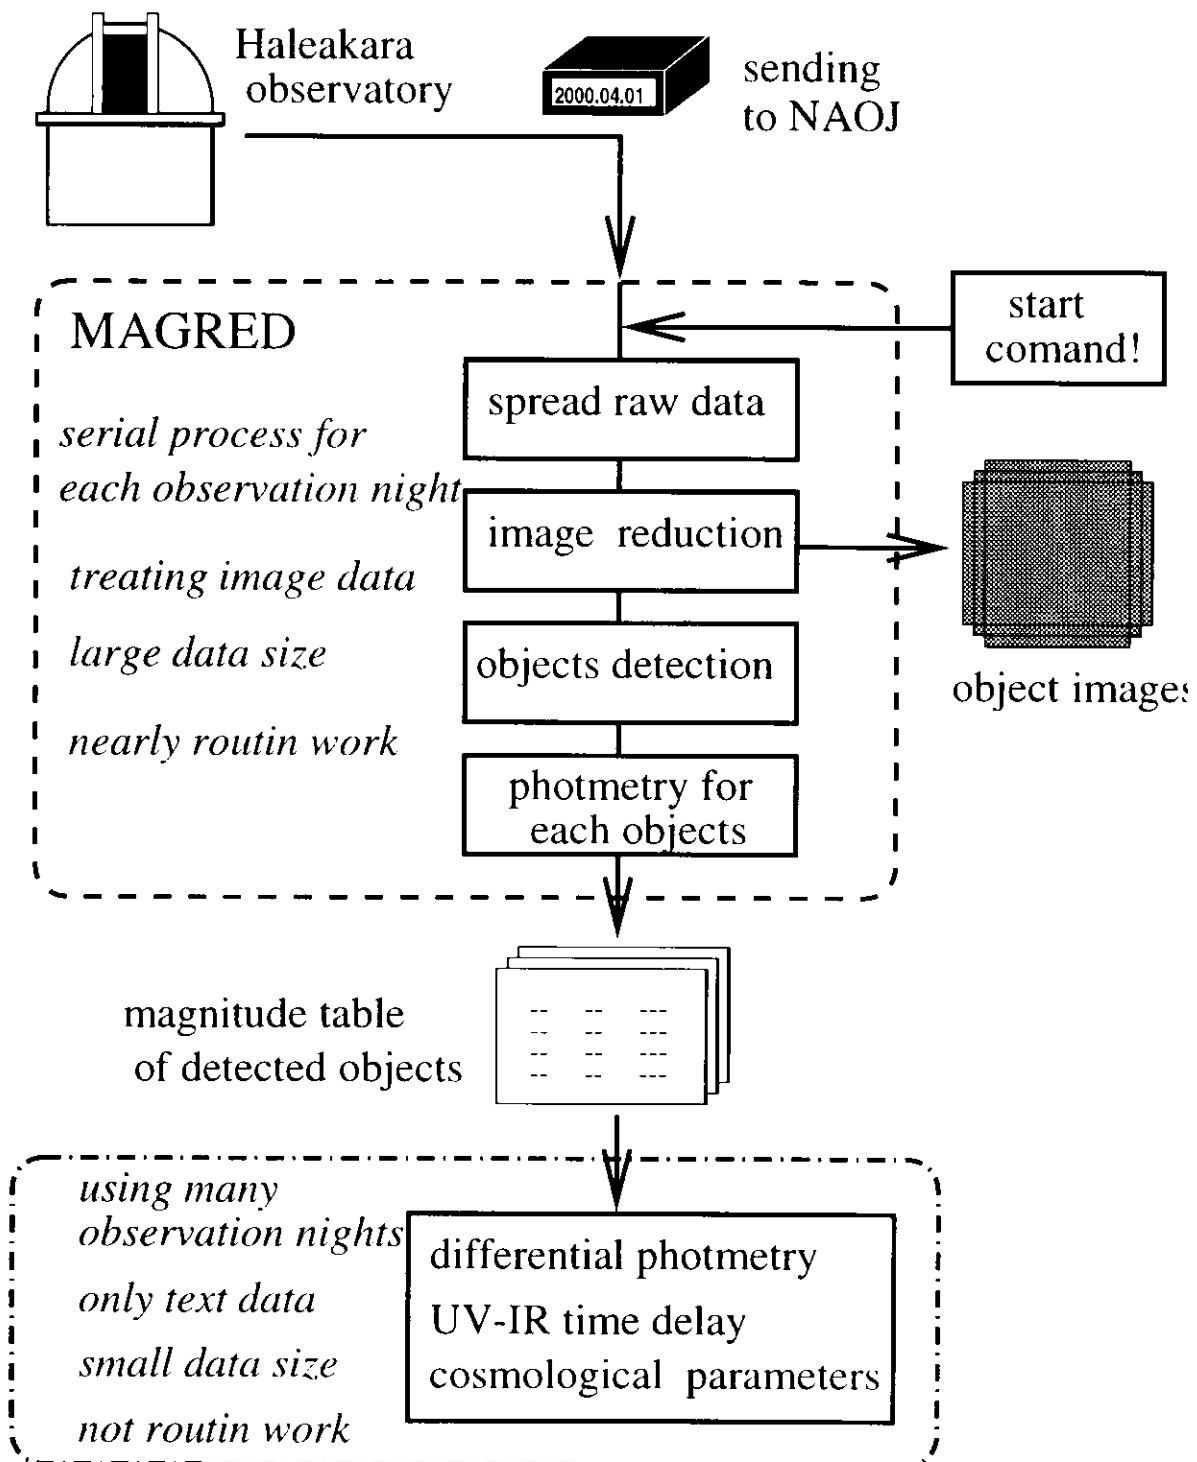 Haleakara
observatory
2000.04.01
sending
to NAOJ
MAGRED
start
comand!
spread raw data
serial process for
each observation night
image reduction
treating image data
large data size
objects detection
object images
nearly routin work
photmetry for
each objects
magnitude table
of detected objects
-- -- ---
-- -- ---
-- -- ---
-- -- ---
using many
observation nights
differential photmetry
only text data
UV-IR time delay
small data size
cosmological parameters
not routin work